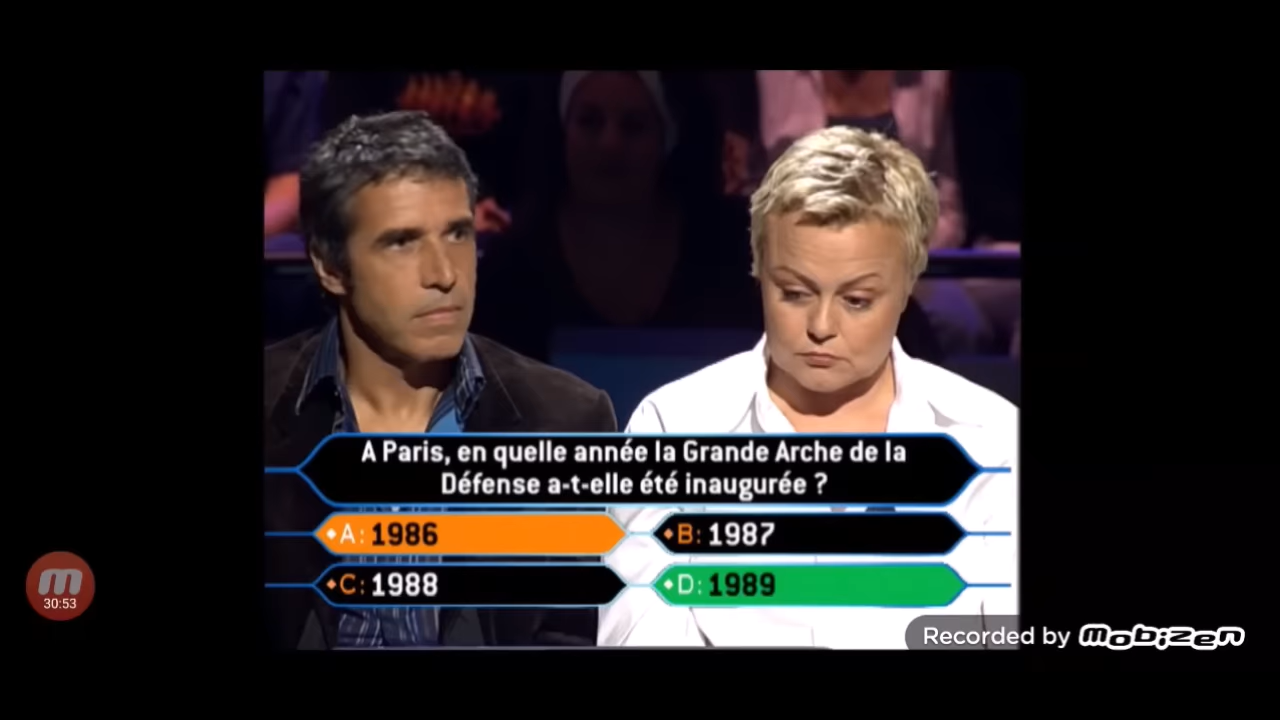 A Paris, en quelle année la Grande Arche de la
Défense a-t-elle été inaugurée ?
A: 1986
B: 1987
C: 1988
D: 1989
30:53
Recorded by mobizen